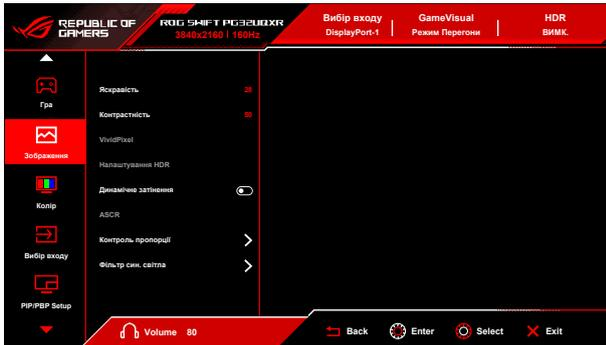 REPUBLIC OF
GAMERS
ROG SWIFT PG32UQXR
3840x2160 | 160Hz
Вибір входу
DisplayPort-1
GameVisual
Режим Перегони
HDR
ВИМК.
Гра
Зображення
Колір
Вибір входу
PIP/PBP Setup
Яскравість 25
Контрастність 50
VividPixel
Налаштування HDR
Динамічне затінення
ASCR
Контроль пропорції
Фільтр син. світла
Volume 80
Back
Enter
Select
Exit